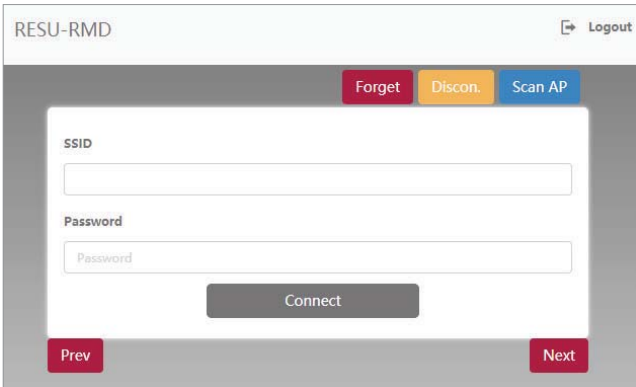 RESU-RMD Logout
Forget Discon. Scan AP
SSID
Password
Password
Connect
Prev Next